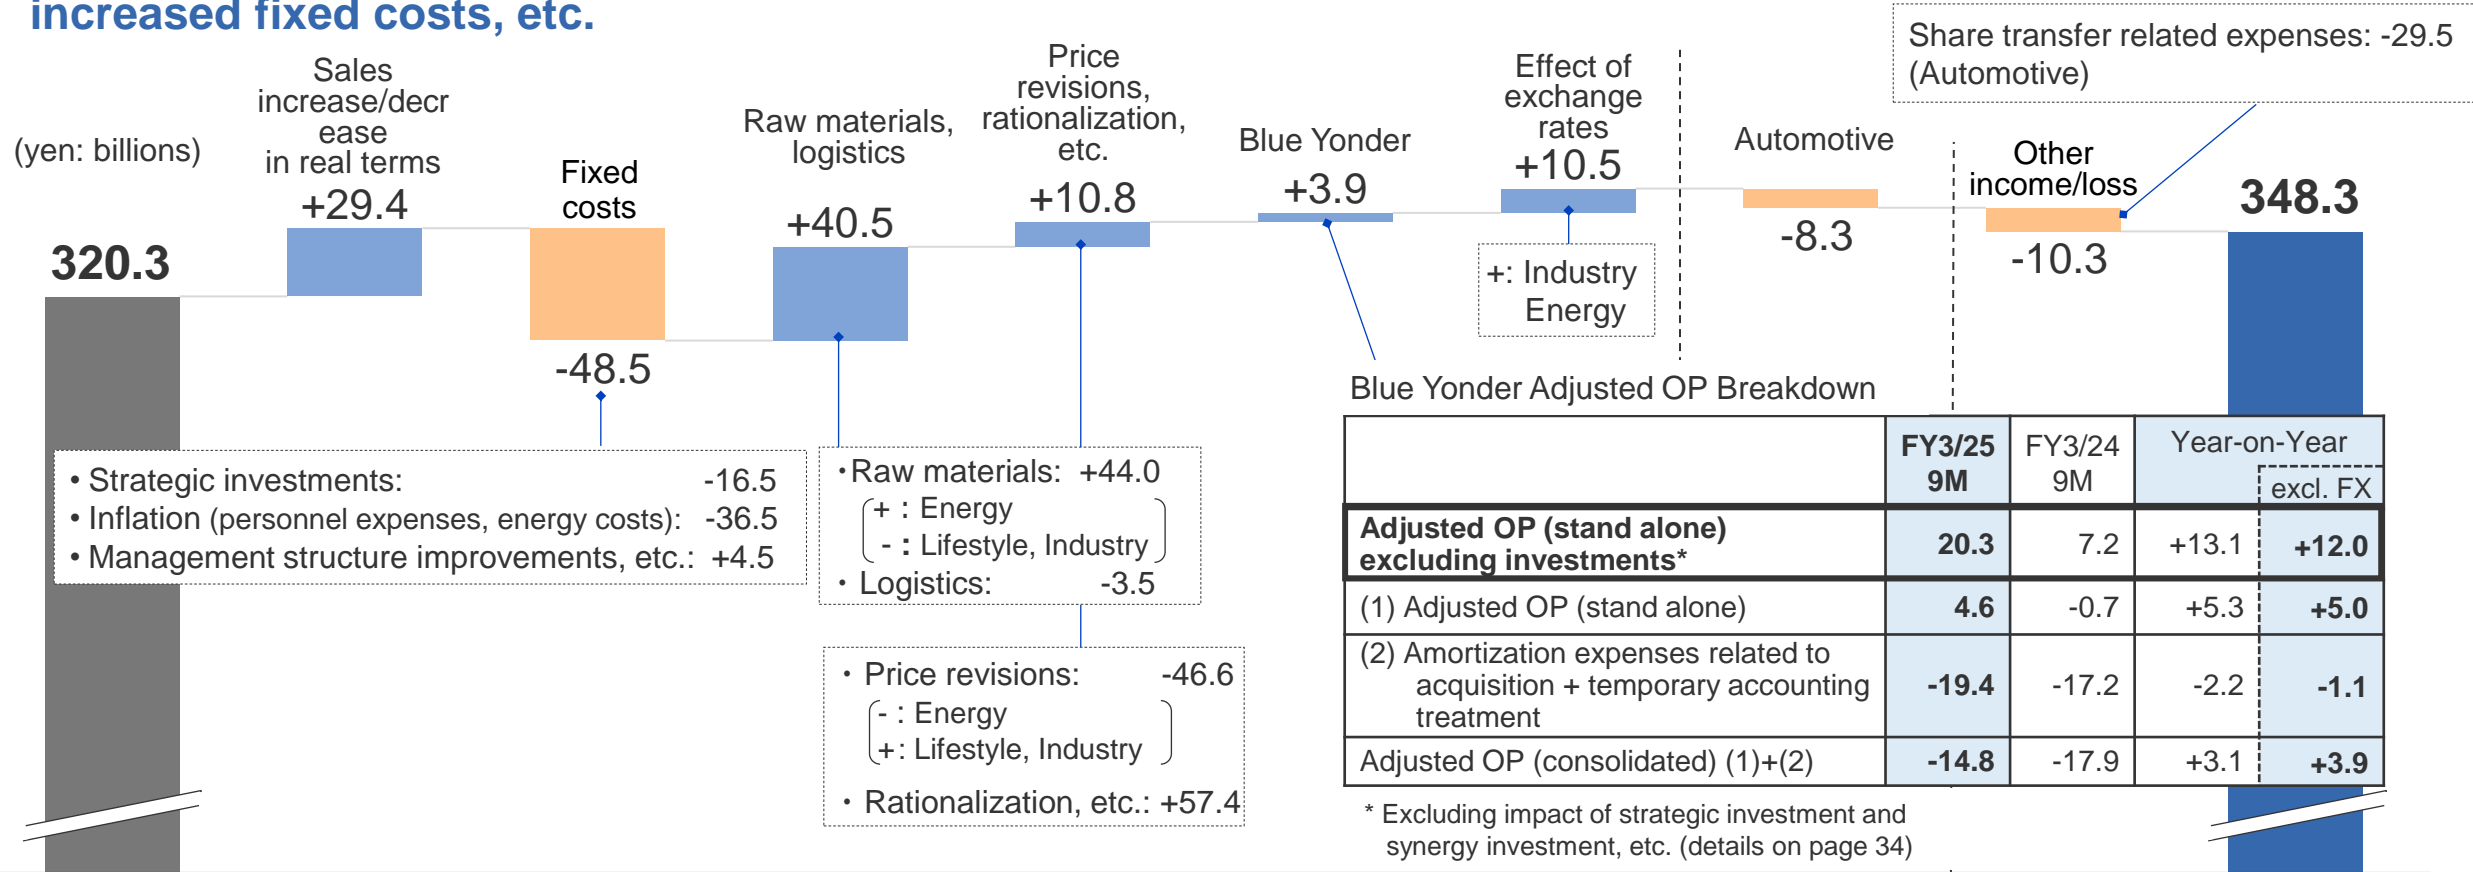 increased fixed costs, etc.
(yen: billions)
320.3
Sales
increase/decr
ease
in real terms
+29.4
Fixed
costs
-48.5
Raw materials,
logistics
+40.5
Price
revisions,
rationalization,
etc.
+10.8
Blue Yonder
+3.9
Effect of
exchange
rates
+10.5
+: Industry
Energy
Automotive
-8.3
Other
income/loss
-10.3
Share transfer related expenses: -29.5
(Automotive)
348.3
• Strategic investments: -16.5
• Inflation (personnel expenses, energy costs): -36.5
• Management structure improvements, etc.: +4.5
・Raw materials: +44.0
+ : Energy
- : Lifestyle, Industry
・ Logistics: -3.5
・ Price revisions: -46.6
- : Energy
+: Lifestyle, Industry
・ Rationalization, etc.: +57.4
Blue Yonder Adjusted OP Breakdown
FY3/25 FY3/24 Year-on-Year
9M 9M excl. FX
Adjusted OP (stand alone)
excluding investments* 20.3 7.2 +13.1 +12.0
(1) Adjusted OP (stand alone) 4.6 -0.7 +5.3 +5.0
(2) Amortization expenses related to
acquisition + temporary accounting -19.4 -17.2 -2.2 -1.1
treatment
Adjusted OP (consolidated) (1)+(2) -14.8 -17.9 +3.1 +3.9
* Excluding impact of strategic investment and
synergy investment, etc. (details on page 34)